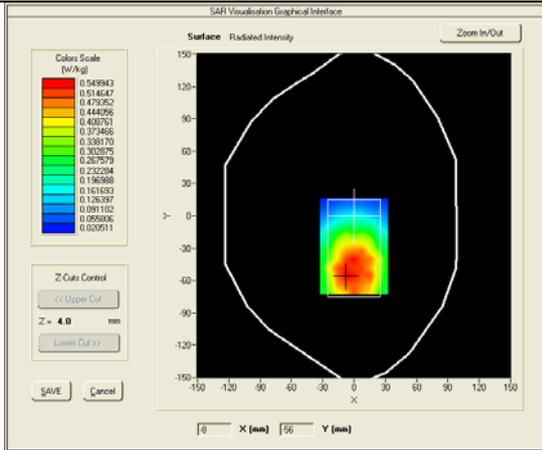 SAR Visualisation Graphical Interface
Surface Radiated Intensity
Zoom In/Out
Colors Scale
(W/kg)
0.549943
0.514647
0.479352
0.444056
0.408761
0.373466
0.338170
0.302875
0.267579
0.232284
0.196988
0.161693
0.126397
0.091102
0.055806
0.020511
Z-Cuts Control
<< Upper Cut
Z = 4.0 mm
Lower Cut >>
SAVE Cancel
150-
120-
90-
60-
30-
0-
-30-
-60-
-90-
-120-
-150-
Y
-150 -120 -90 -60 -30 0 30 60 90 120 150
X
-8 X (mm) -56 Y (mm)